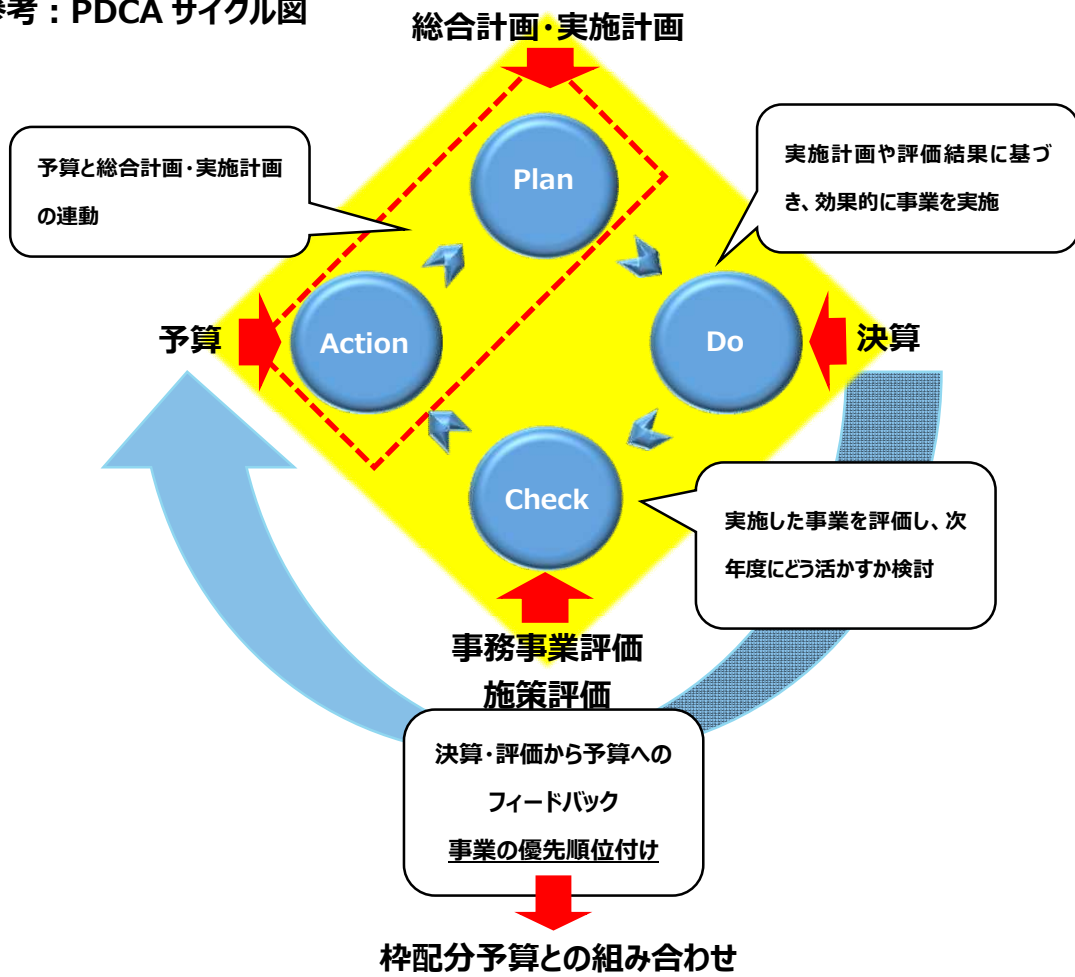 考：PDCA サイクル図
総合計画・実施計画
予算と総合計画・実施計画
の連動
Plan
実施計画や評価結果に基づ
き、効果的に事業を実施
予算
Action
Do
決算
Check
実施した事業を評価し、次
年度にどう活かすか検討
事務事業評価
施策評価
決算・評価から予算への
フィードバック
事業の優先順位付け
枠配分予算との組み合わせ